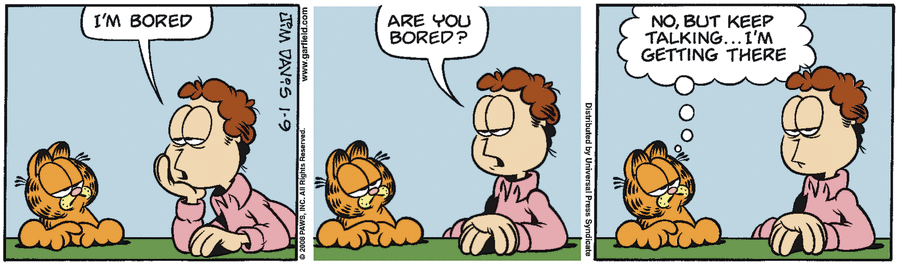 I'M BORED
JIM DAVIS 1-9
www.garfield.com
© 2008 PAWS, INC. All Rights Reserved.
ARE YOU
BORED?
Distributed by Universal Press Syndicate
NO, BUT KEEP
TALKING...I'M
GETTING THERE